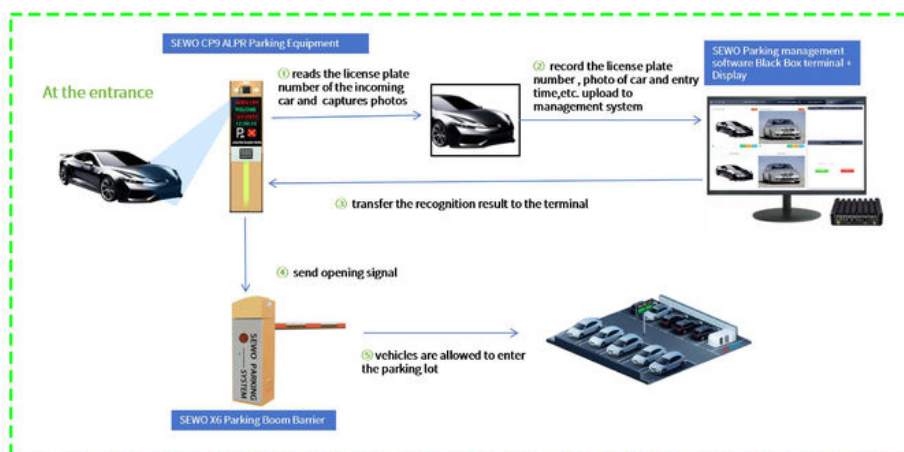 SEWO CP9 ALPR Parking Equipment
At the entrance
① reads the license plate
number of the incoming
car and captures photos
② record the license plate
number , photo of car and entry
time,etc. upload to
management system
SEWO Parking management
software Black Box terminal +
Display
③ transfer the recognition result to the terminal
④ send opening signal
SEWO PARKING
SYSTEM
⑤ vehicles are allowed to enter
the parking lot
SEWO X6 Parking Boom Barrier